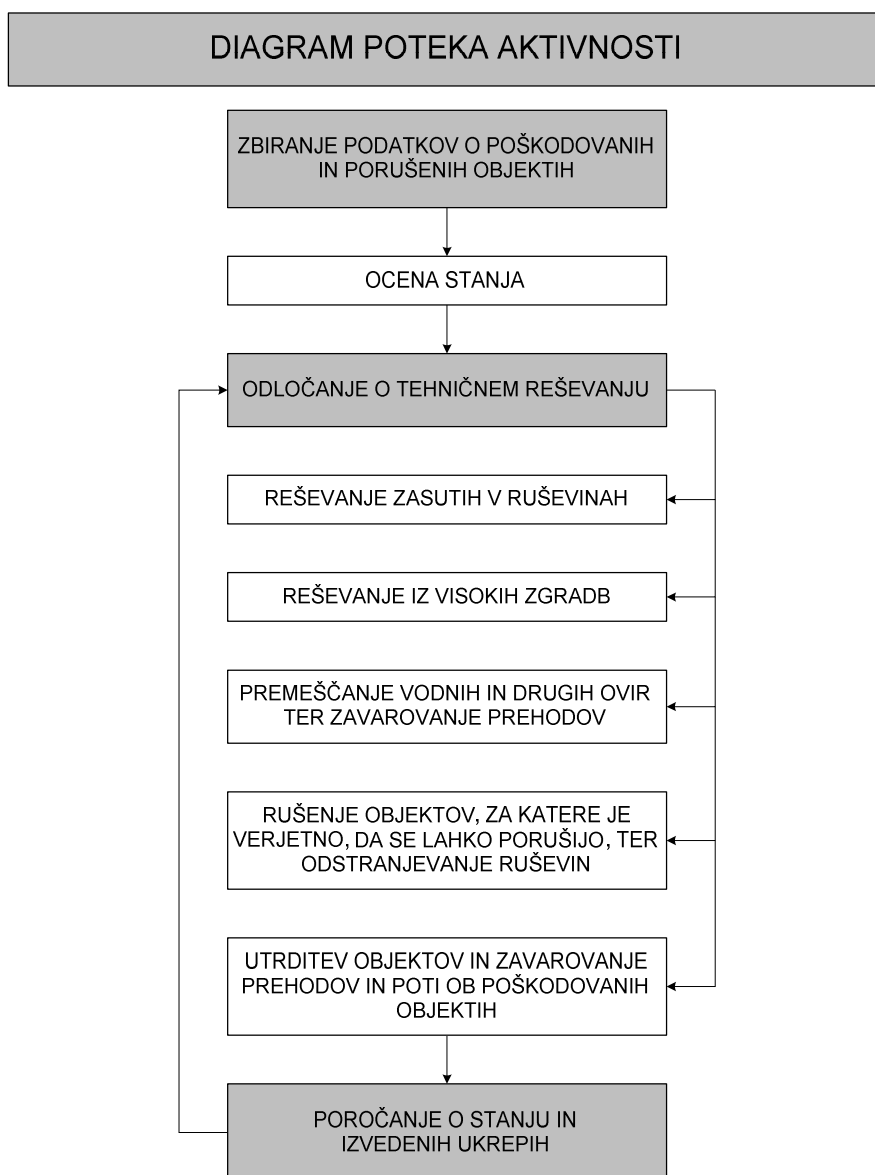 DIAGRAM POTEKA AKTIVNOSTI
ZBIRANJE PODATKOV O POŠKODOVANIH
IN PORUŠENIH OBJEKTIH
OCENA STANJA
ODLOČANJE O TEHNIČNEM REŠEVANJU
REŠEVANJE ZASUTIH V RUŠEVINAH
REŠEVANJE IZ VISOKIH ZGRADB
PREMEŠČANJE VODNIH IN DRUGIH OVIR
TER ZAVAROVANJE PREHODOV
RUŠENJE OBJEKTOV, ZA KATERE JE
VERJETNO, DA SE LAHKO PORUŠIJO, TER
ODSTRANJEVANJE RUŠEVIN
UTRDITEV OBJEKTOV IN ZAVAROVANJE
PREHODOV IN POTI OB POŠKODOVANIH
OBJEKTIH
POROČANJE O STANJU IN
IZVEDENIH UKREPIH